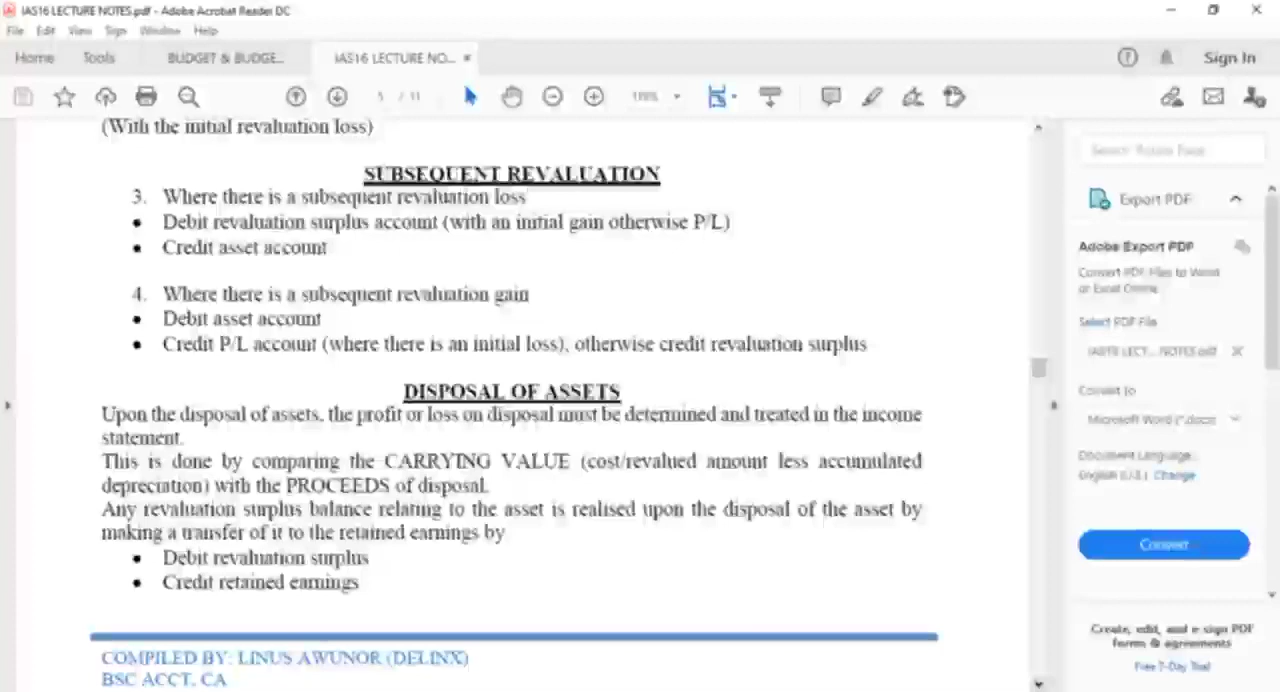 IAS16 LECTURE NOTES.pdf - Adobe Acrobat Reader DC
File Edit View Sign Window Help
Home Tools BUDGET & BUDGE... IAS16 LECTURE NO... × Sign In
5 / 11
(With the initial revaluation loss)
SUBSEQUENT REVALUATION
3. Where there is a subsequent revaluation loss
• Debit revaluation surplus account (with an initial gain otherwise P/L)
• Credit asset account
4. Where there is a subsequent revaluation gain
• Debit asset account
• Credit P/L account (where there is an initial loss), otherwise credit revaluation surplus
DISPOSAL OF ASSETS
Upon the disposal of assets, the profit or loss on disposal must be determined and treated in the income
statement.
This is done by comparing the CARRYING VALUE (cost/revalued amount less accumulated
depreciation) with the PROCEEDS of disposal.
Any revaluation surplus balance relating to the asset is realised upon the disposal of the asset by
making a transfer of it to the retained earnings by
• Debit revaluation surplus
• Credit retained earnings
COMPILED BY: LINUS AWUNOR (DELINX)
BSC ACCT, CA
Export PDF
Adobe Export PDF
Convert PDF Files to Word
or Excel Online
Select PDF File
IAS16 LECT... NOTES.pdf ×
Convert to
Microsoft Word (*.docx)
Document Language:
English (U.S.) Change
Convert
Create, edit, and e-sign PDF
forms & agreements
Free 7-Day Trial